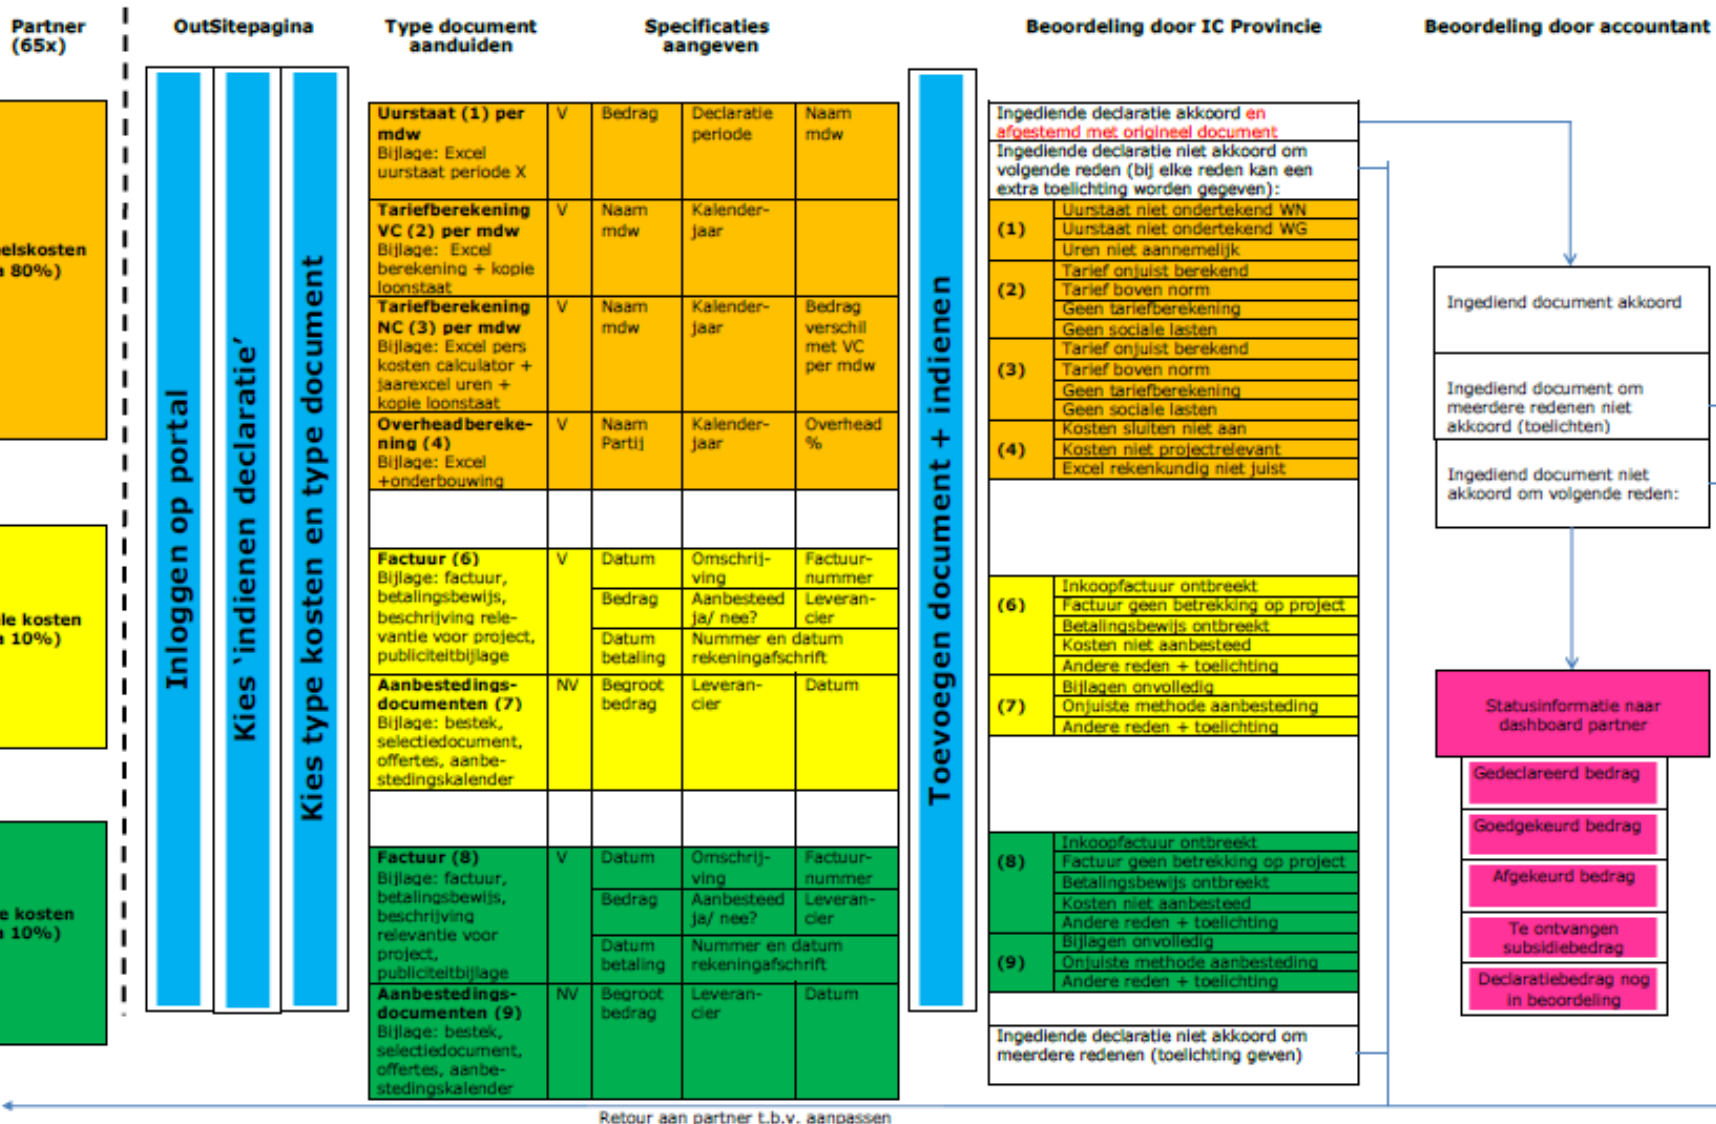 Partner
(65x)
OutSitepagina
Type document
aanduiden
Specificaties
aangeven
Beoordeling door IC Provincie
Beoordeling door accountant
elskosten
a 80%)
le kosten
a 10%)
e kosten
a 10%)
Inloggen op portal
Kies ‘indienen declaratie’
Kies type kosten en type document
Uurstaat (1) per
mdw
Bijlage: Excel
uurstaat periode X
V
Bedrag
Declaratie
periode
Naam
mdw
Tariefberekening
VC (2) per mdw
Bijlage: Excel
berekening + kopie
loonstaat
V
Naam
mdw
Kalender-
jaar
Tariefberekening
NC (3) per mdw
Bijlage: Excel pers
kosten calculator +
jaarexcel uren +
kopie loonstaat
V
Naam
mdw
Kalender-
jaar
Bedrag
verschil
met VC
per mdw
Overheadbereke-
ning (4)
Bijlage: Excel
+onderbouwing
V
Naam
Partij
Kalender-
jaar
Overhead
%
Factuur (6)
Bijlage: factuur,
betalingsbewijs,
beschrijving rele-
vantie voor project,
publiciteitbijlage
V
Datum
Omschrij-
ving
Factuur-
nummer
Bedrag
Aanbesteed
ja/ nee?
Leveran-
cier
Datum
betaling
Nummer en datum
rekeningafschrift
Aanbestedings-
documenten (7)
Bijlage: bestek,
selectiedocument,
offertes, aanbe-
stedingskalender
NV
Begroot
bedrag
Leveran-
cier
Datum
Factuur (8)
Bijlage: factuur,
betalingsbewijs,
beschrijving
relevantie voor
project,
publiciteitbijlage
V
Datum
Omschrij-
ving
Factuur-
nummer
Bedrag
Aanbesteed
ja/ nee?
Leveran-
cier
Datum
betaling
Nummer en datum
rekeningafschrift
Aanbestedings-
documenten (9)
Bijlage: bestek,
selectiedocument,
offertes, aanbe-
stedingskalender
NV
Begroot
bedrag
Leveran-
cier
Datum
Toevoegen document + indienen
Ingediende declaratie akkoord en
afgestemd met origineel document
Ingediende declaratie niet akkoord om
volgende reden (bij elke reden kan een
extra toelichting worden gegeven):
(1)
Uurstaat niet ondertekend WN
Uurstaat niet ondertekend WG
Uren niet aannemelijk
(2)
Tarief onjuist berekend
Tarief boven norm
Geen tariefberekening
Geen sociale lasten
(3)
Tarief onjuist berekend
Tarief boven norm
Geen tariefberekening
Geen sociale lasten
(4)
Kosten sluiten niet aan
Kosten niet projectrelevant
Excel rekenkundig niet juist
(6)
Inkoopfactuur ontbreekt
Factuur geen betrekking op project
Betalingsbewijs ontbreekt
Kosten niet aanbesteed
Andere reden + toelichting
(7)
Bijlagen onvolledig
Onjuiste methode aanbesteding
Andere reden + toelichting
(8)
Inkoopfactuur ontbreekt
Factuur geen betrekking op project
Betalingsbewijs ontbreekt
Kosten niet aanbesteed
Andere reden + toelichting
(9)
Bijlagen onvolledig
Onjuiste methode aanbesteding
Andere reden + toelichting
Ingediende declaratie niet akkoord om
meerdere redenen (toelichting geven)
Ingediend document akkoord
Ingediend document om
meerdere redenen niet
akkoord (toelichten)
Ingediend document niet
akkoord om volgende reden:
Statusinformatie naar
dashboard partner
Gedeclareerd bedrag
Goedgekeurd bedrag
Afgekeurd bedrag
Te ontvangen
subsidiebedrag
Declaratiebedrag nog
in beoordeling
Retour aan partner t.b.v. aanpassen